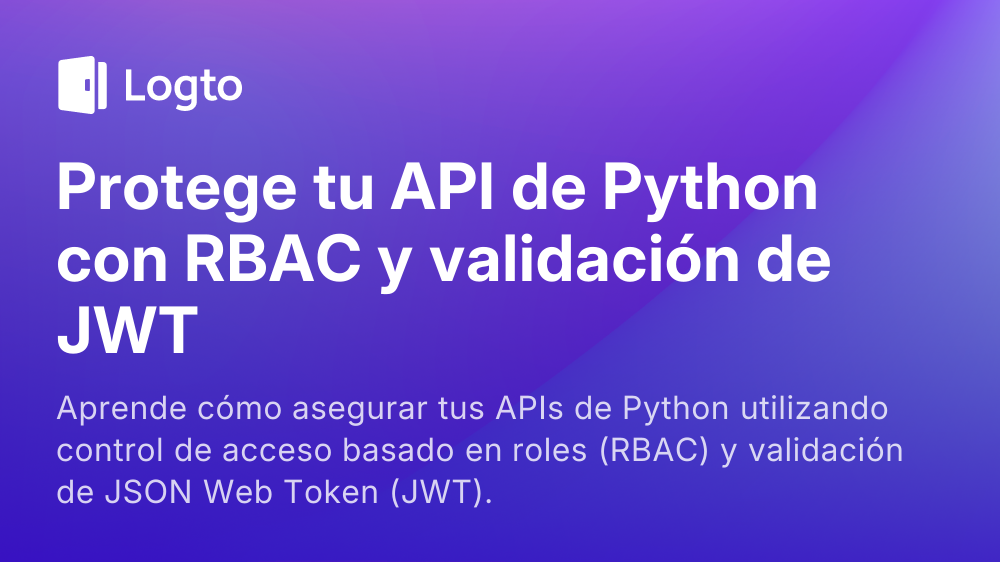 Logto
Protege tu API de Python
con RBAC y validación de
JWT
Aprende cómo asegurar tus APIs de Python utilizando
control de acceso basado en roles (RBAC) y validación
de JSON Web Token (JWT).